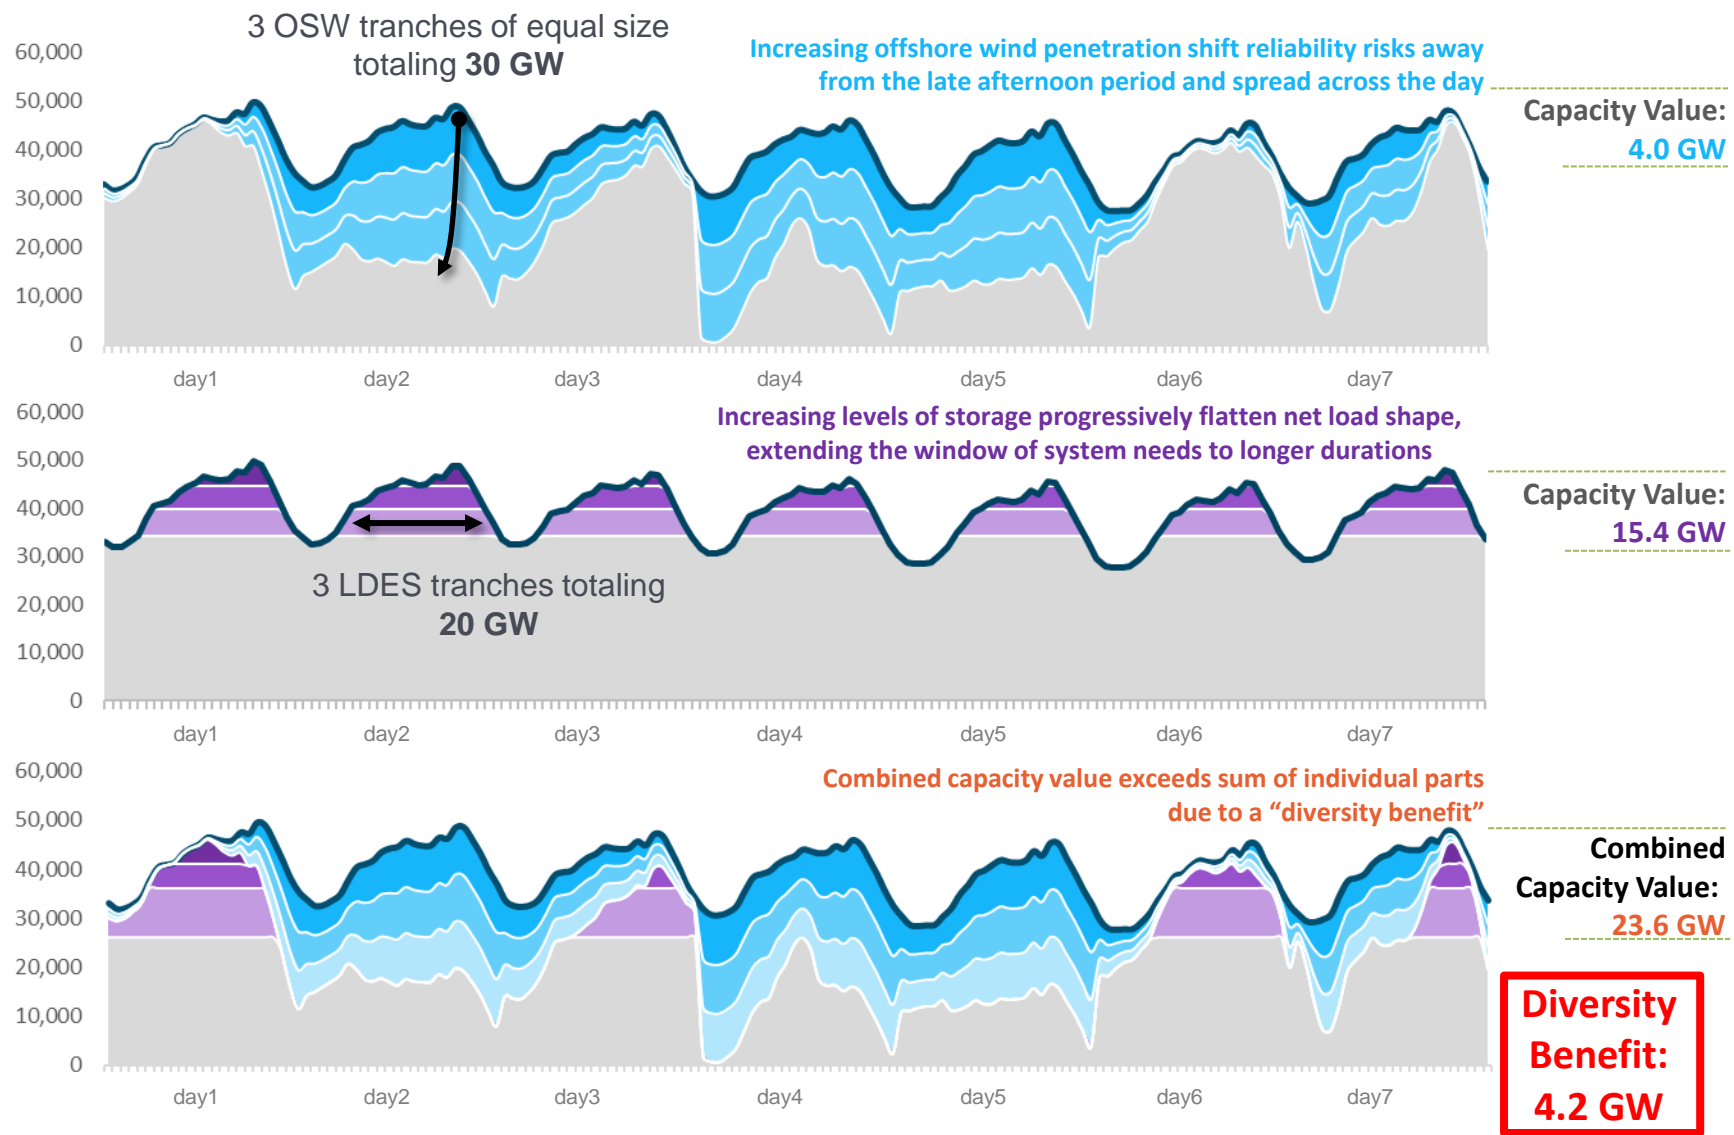 3 OSW tranches of equal size
totaling 30 GW
Increasing offshore wind penetration shift reliability risks away
from the late afternoon period and spread across the day
60,000
50,000
40,000
30,000
20,000
10,000
0
Capacity Value:
4.0 GW
day1
day2
day3
day4
day5
day6
day7
Increasing levels of storage progressively flatten net load shape,
extending the window of system needs to longer durations
60,000
50,000
40,000
30,000
20,000
10,000
0
Capacity Value:
15.4 GW
3 LDES tranches totaling
20 GW
day1
day2
day3
day4
day5
day6
day7
Combined capacity value exceeds sum of individual parts
due to a “diversity benefit”
60,000
50,000
40,000
30,000
20,000
10,000
0
Combined
Capacity Value:
23.6 GW
Diversity
Benefit:
4.2 GW
day1
day2
day3
day4
day5
day6
day7